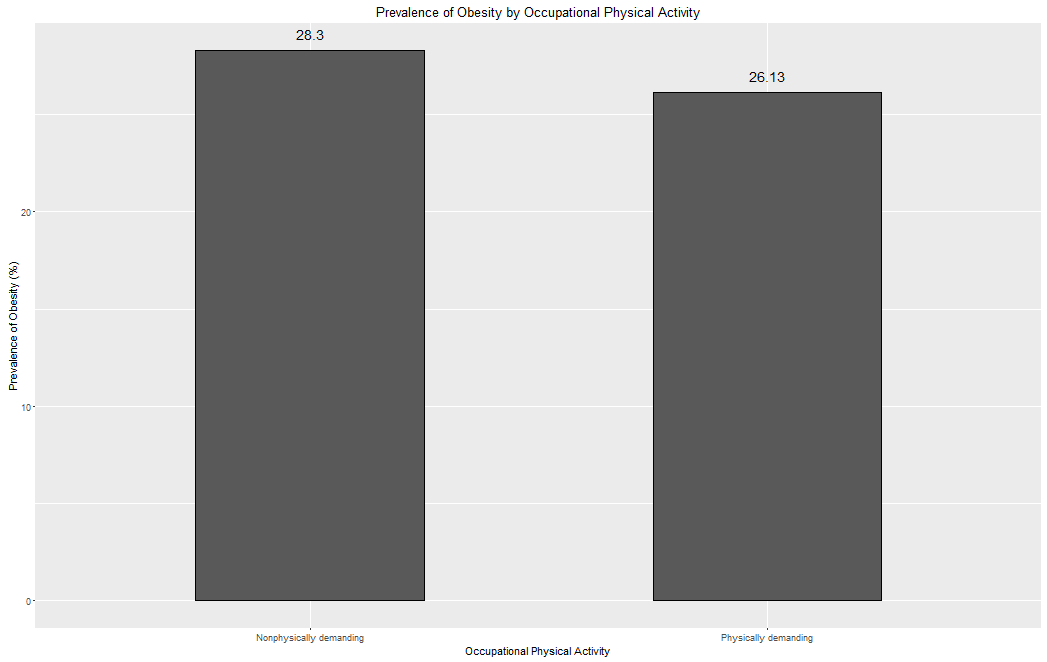 Prevalence of Obesity by Occupational Physical Activity
28.3
26.13
Prevalence of Obesity (%)
20
10
0
Nonphysically demanding
Physically demanding
Occupational Physical Activity